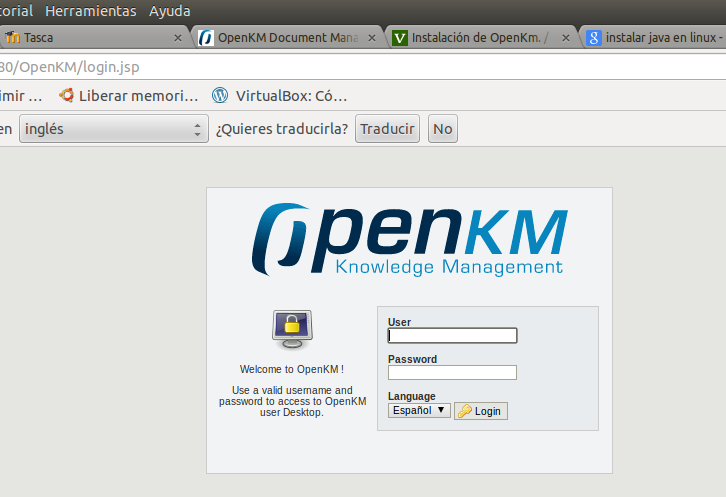 torial Herramientas Ayuda
Tasca × OpenKM Document Mana × Instalación de OpenKm. / × instalar java en linux -
80/OpenKM/login.jsp
imir ... Liberar memori... VirtualBox: Có...
en inglés ¿Quieres traducirla? Traducir No
OpenKM
Knowledge Management
User
Password
Welcome to OpenKM !
Use a valid username and
password to access to OpenKM
user Desktop.
Language
Español Login